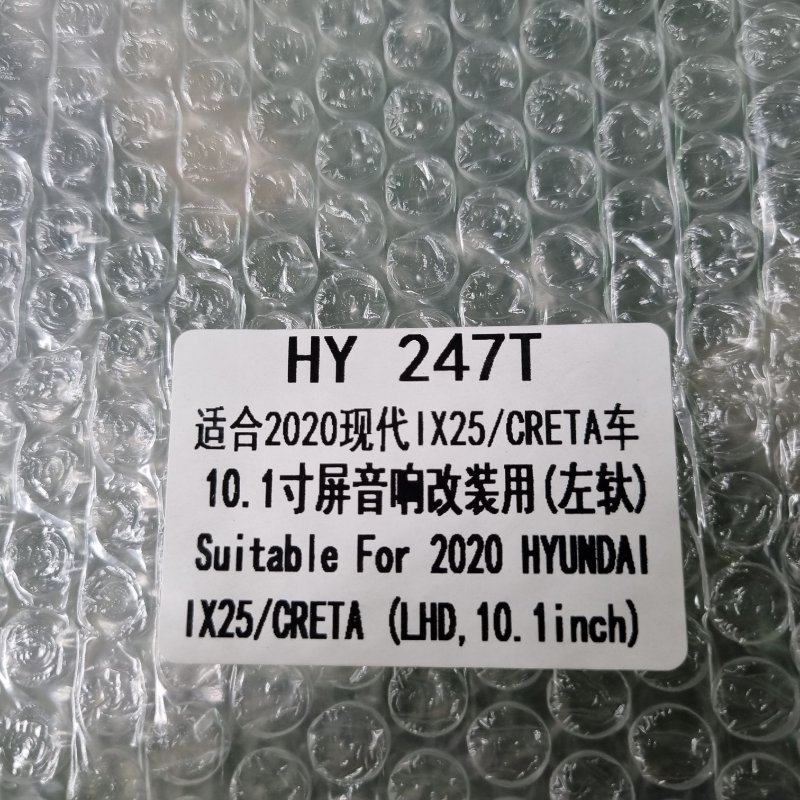 HY 247T
适合2020现代IX25/CRETA车
10.1寸屏音响改装用(左软)
Suitable For 2020 HYUNDAI
IX25/CRETA (LHD,10.1inch)